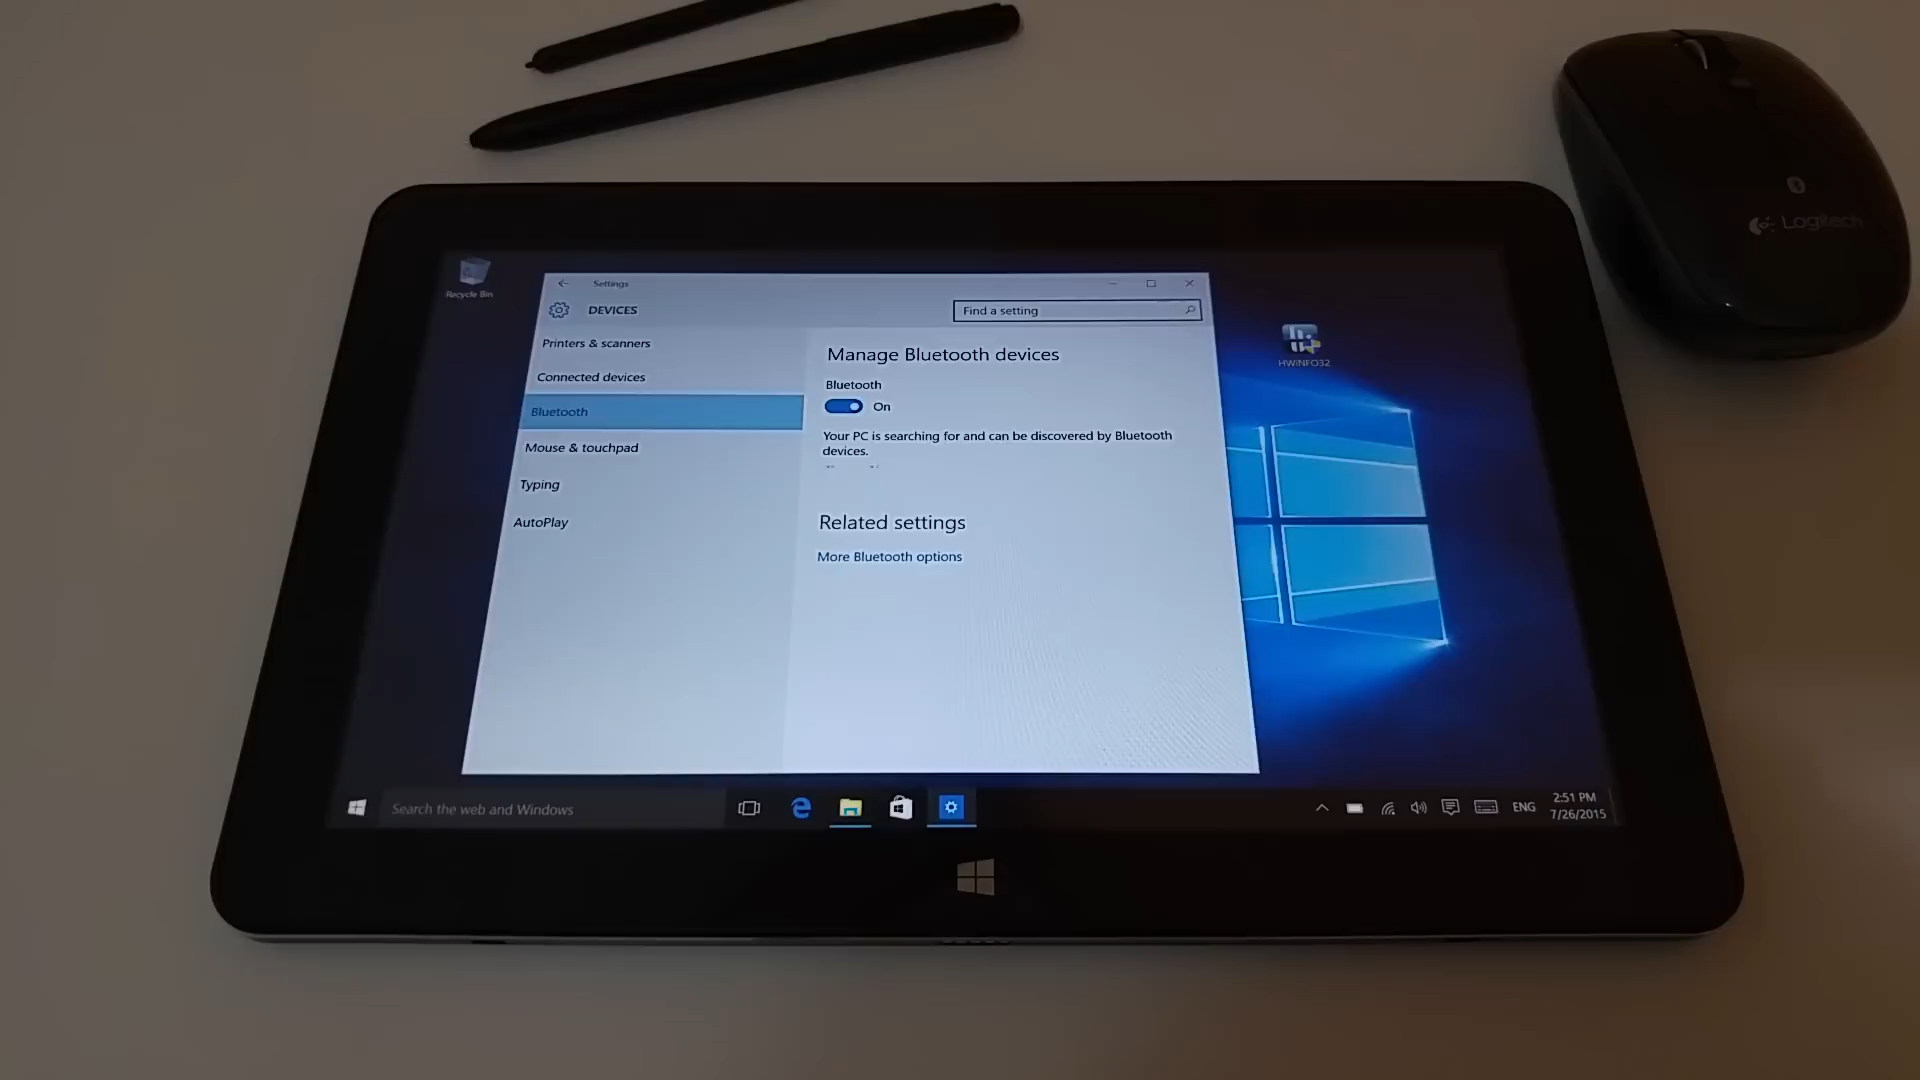 Logitech
Recycle Bin
Settings
DEVICES
Find a setting
Printers & scanners
Connected devices
Bluetooth
Mouse & touchpad
Typing
AutoPlay
Manage Bluetooth devices
Bluetooth
On
Your PC is searching for and can be discovered by Bluetooth
devices.
Related settings
More Bluetooth options
HWiNFO32
Search the web and Windows
ENG
2:51 PM
7/26/2015